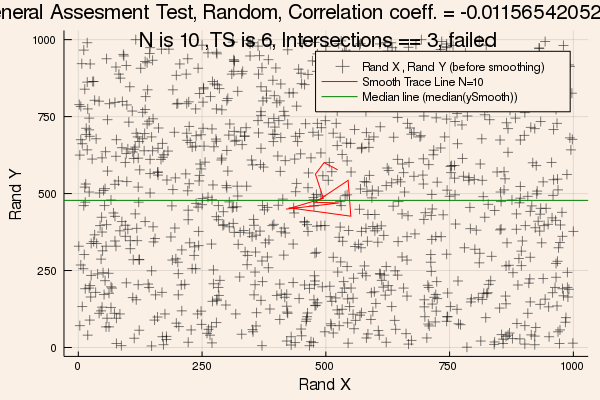 eneral Assesment Test, Random, Correlation coeff. = -0.01156542052
N is 10 ,TS is 6, Intersections == 3, failed
Rand X , Rand Y (before smoothing)
Smooth Trace Line N=10
Median line (median(ySmooth))
1000
750
500
250
0
Rand Y
0 250 500 750 1000
Rand X